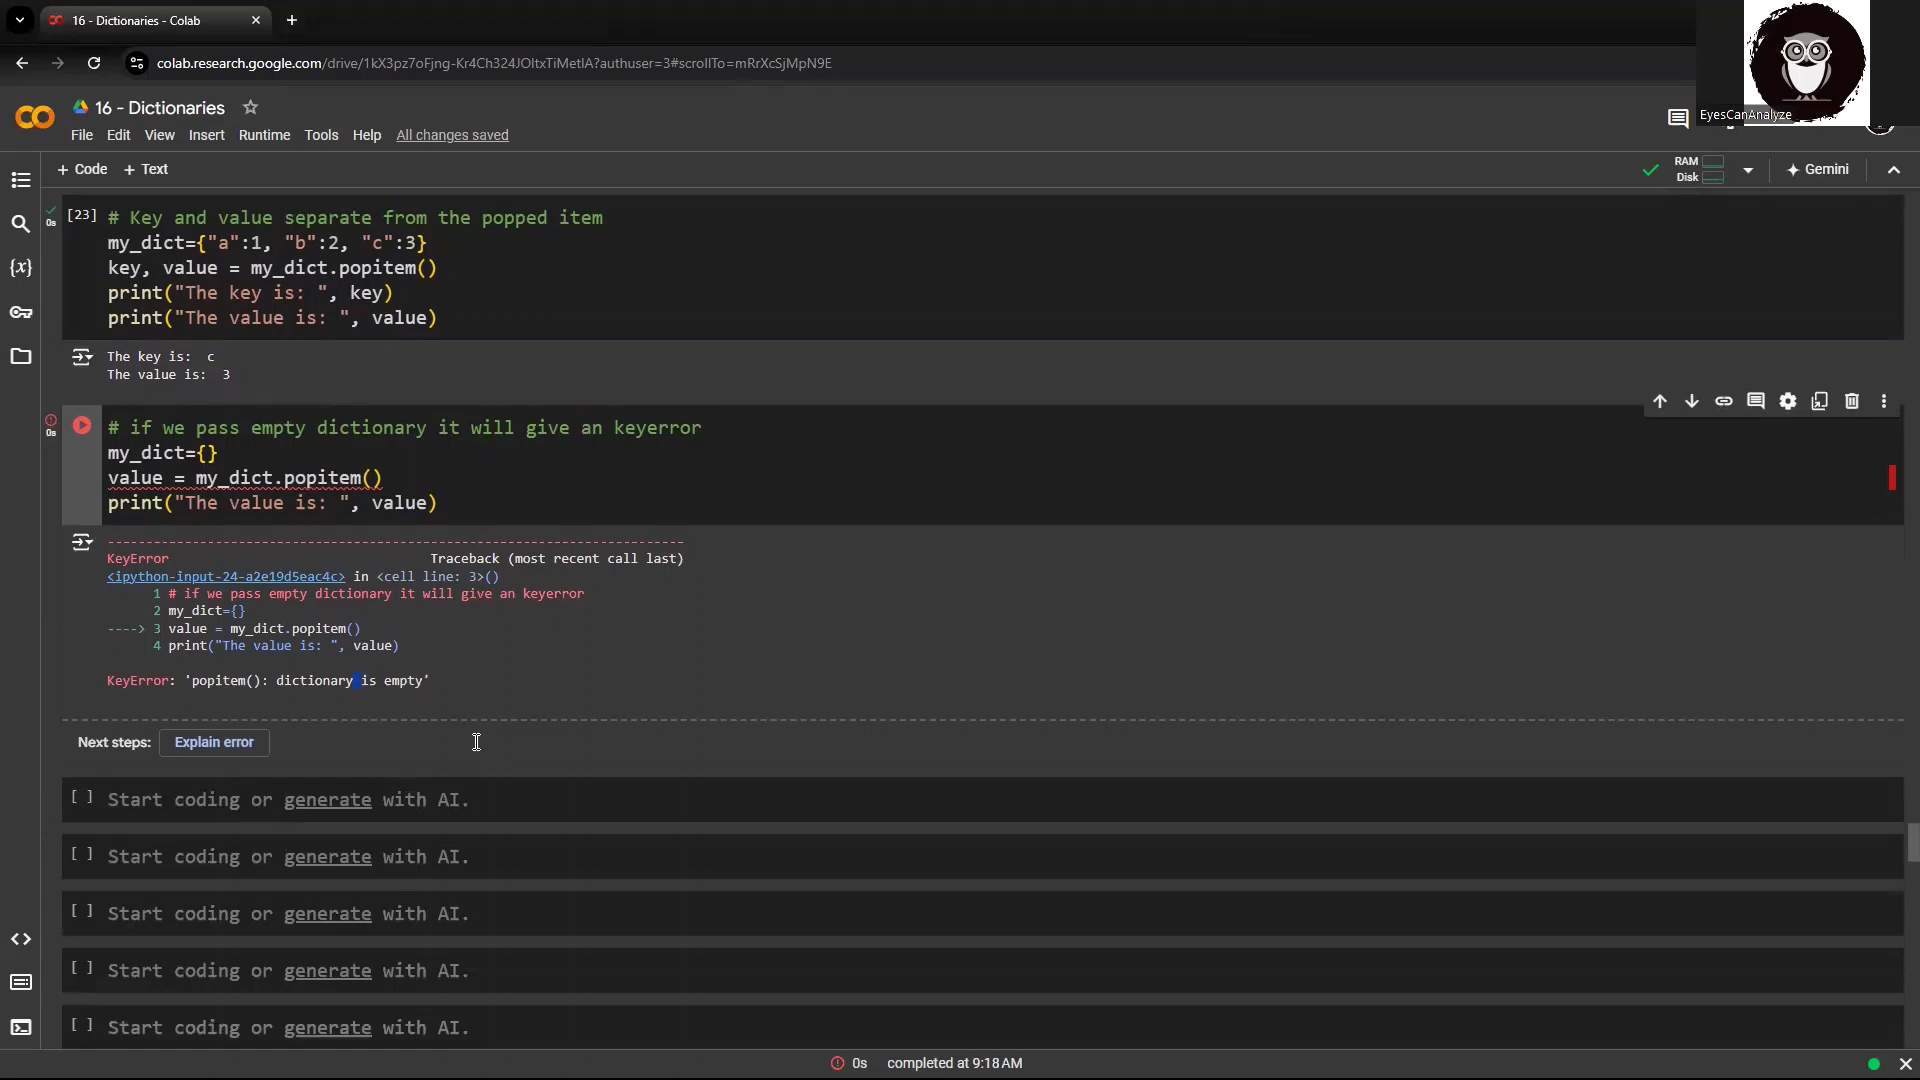 16 - Dictionaries - Colab
colab.research.google.com/drive/1kX3pz7oFjng-Kr4Ch324JOItxTiMetIA?authuser=3#scrollTo=mRrXcSjMpN9E
EyesCanAnalyze
16 - Dictionaries
File Edit View Insert Runtime Tools Help All changes saved
+ Code + Text
RAM
Disk
Gemini
[23] # Key and value separate from the popped item
0s
my_dict={"a":1, "b":2, "c":3}
key, value = my_dict.popitem()
print("The key is: ", key)
print("The value is: ", value)
The key is:  c
The value is:  3
# if we pass empty dictionary it will give an keyerror
0s
my_dict={}
value = my_dict.popitem()
print("The value is: ", value)
---------------------------------------------------------------------------
KeyError                                  Traceback (most recent call last)
<ipython-input-24-a2e19d5eac4c> in <cell line: 3>()
1 # if we pass empty dictionary it will give an keyerror
2 my_dict={}
----> 3 value = my_dict.popitem()
4 print("The value is: ", value)
KeyError: 'popitem(): dictionary is empty'
Next steps: Explain error
[ ] Start coding or generate with AI.
[ ] Start coding or generate with AI.
[ ] Start coding or generate with AI.
[ ] Start coding or generate with AI.
[ ] Start coding or generate with AI.
0s completed at 9:18 AM